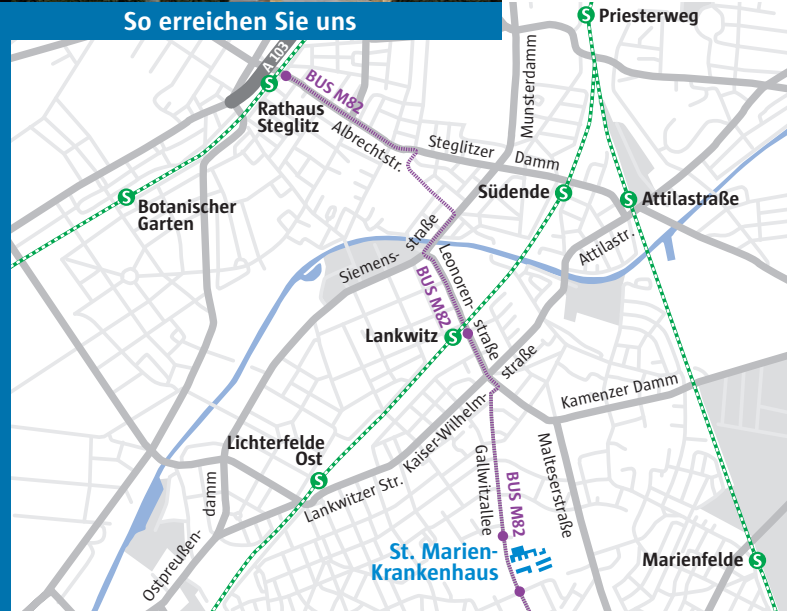 So erreichen Sie uns
S Priesterweg
A 103
S
Rathaus
Steglitz
BUS M82
Albrechtstr.
Steglitzer Damm
Munsterdamm
S
Botanischer
Garten
Südende S
S Attilastraße
Attilastr.
Siemens-
straße
Leonoren-
straße
BUS M82
Lankwitz S
Kaiser-Wilhelm-
straße
Kamenzer Damm
Lichterfelde
Ost
S
Lankwitzer Str.
Gallwitzallee
BUS M82
Malteserstraße
Ostpreußen-
damm
St. Marien-
Krankenhaus
Marienfelde S